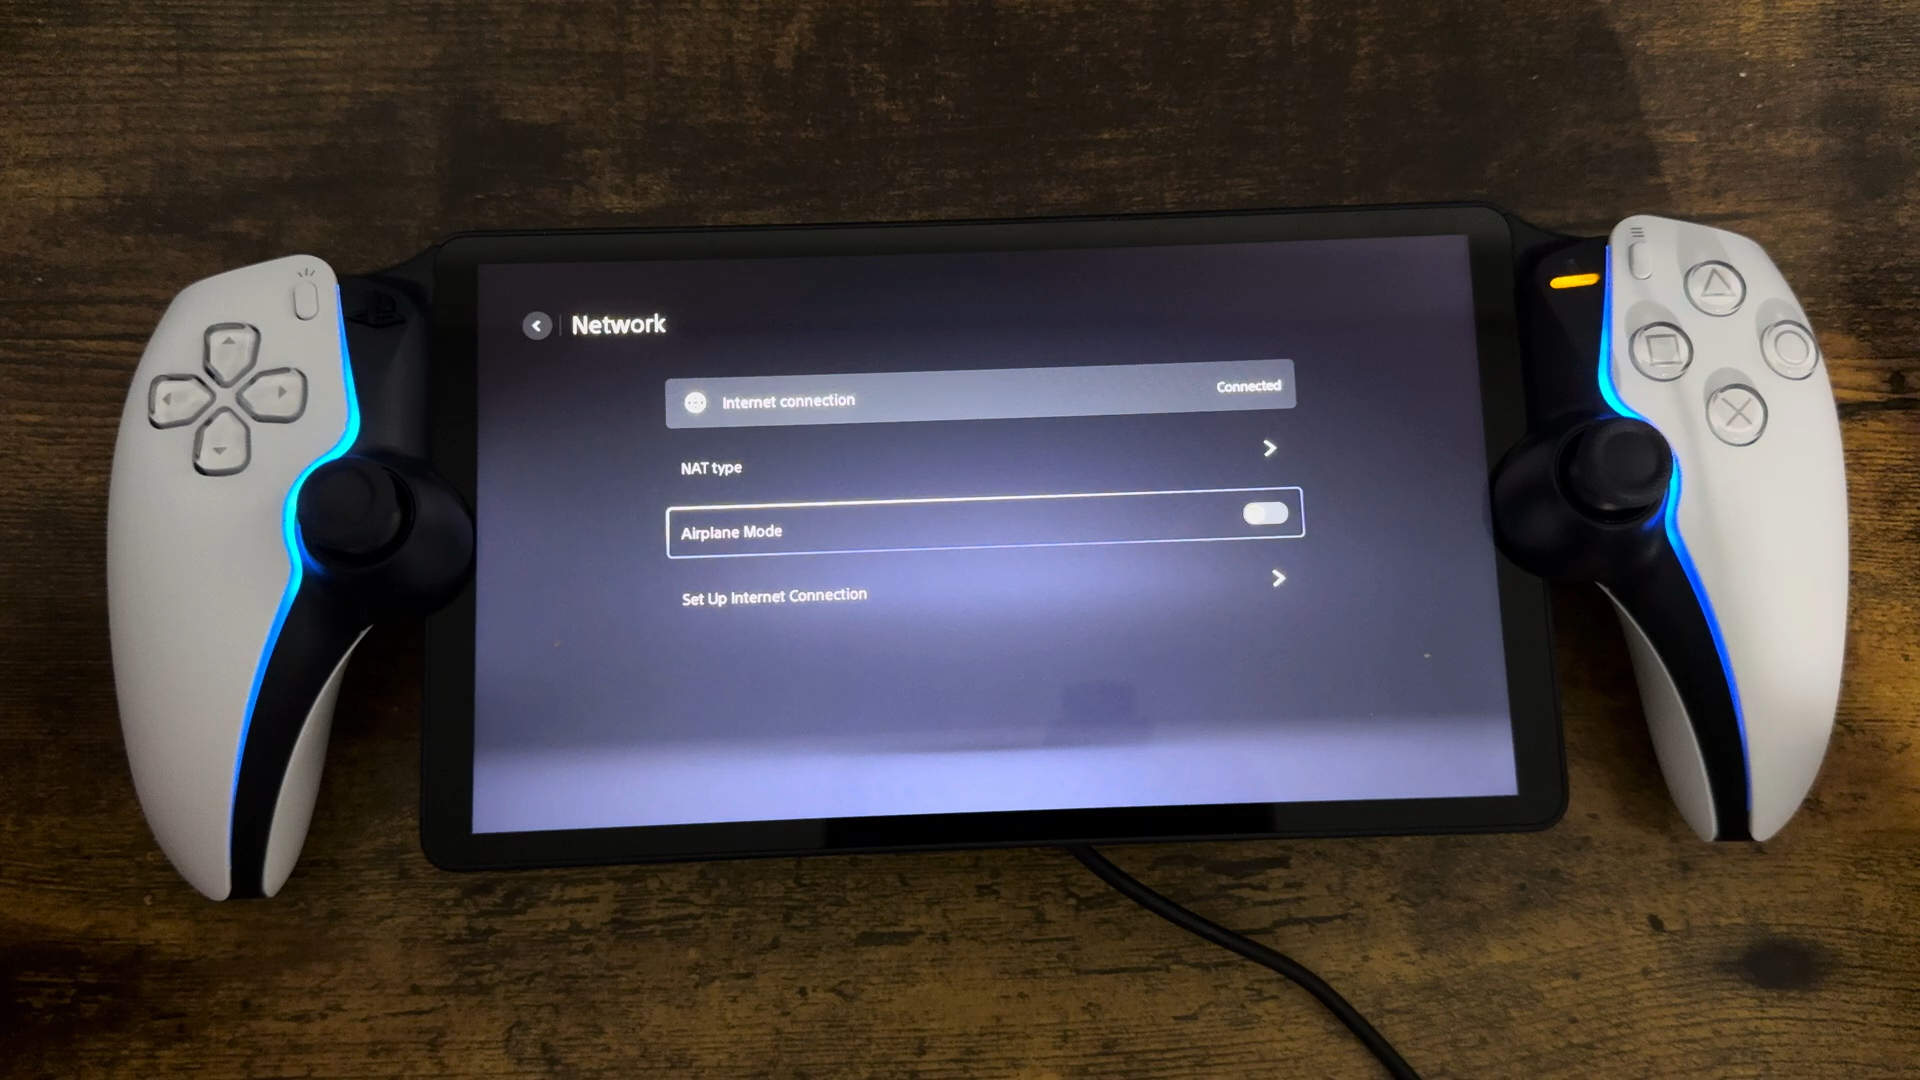 Network
Internet connection
Connected
NAT type
Airplane Mode
Set Up Internet Connection